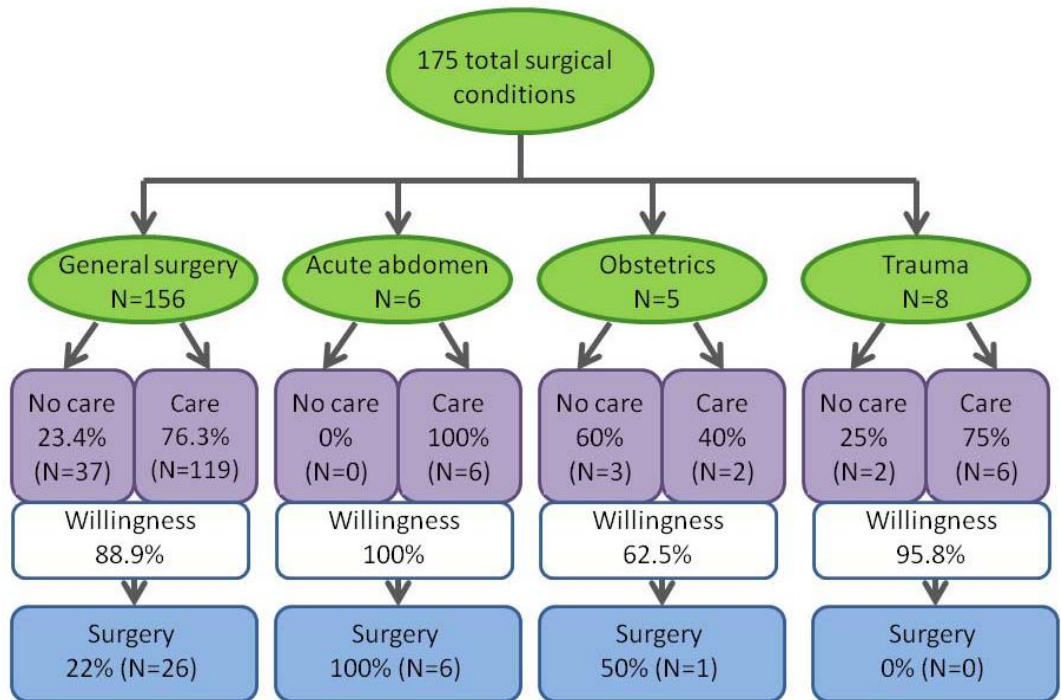 175 total surgical
conditions
General surgery
N=156
Acute abdomen
N=6
Obstetrics
N=5
Trauma
N=8
No care
23.4%
(N=37)
Care
76.3%
(N=119)
No care
0%
(N=0)
Care
100%
(N=6)
No care
60%
(N=3)
Care
40%
(N=2)
No care
25%
(N=2)
Care
75%
(N=6)
Willingness
88.9%
Willingness
100%
Willingness
62.5%
Willingness
95.8%
Surgery
22% (N=26)
Surgery
100% (N=6)
Surgery
50% (N=1)
Surgery
0% (N=0)